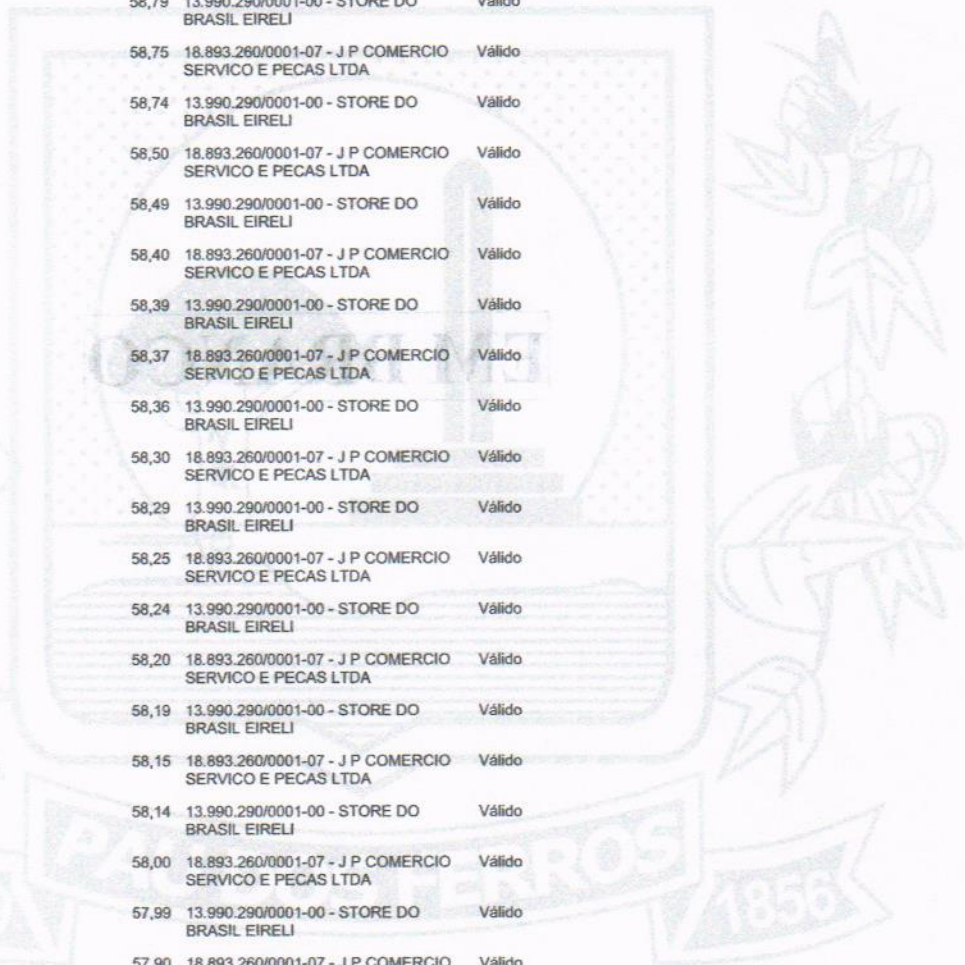 58,79 13.990.290/0001-00 - STORE DO Válido
BRASIL EIRELI
58,75 18.893.260/0001-07 - J P COMERCIO Válido
SERVICO E PECAS LTDA
58,74 13.990.290/0001-00 - STORE DO Válido
BRASIL EIRELI
58,50 18.893.260/0001-07 - J P COMERCIO Válido
SERVICO E PECAS LTDA
58,49 13.990.290/0001-00 - STORE DO Válido
BRASIL EIRELI
58,40 18.893.260/0001-07 - J P COMERCIO Válido
SERVICO E PECAS LTDA
58,39 13.990.290/0001-00 - STORE DO Válido
BRASIL EIRELI
EM BRANCO
58,37 18.893.260/0001-07 - J P COMERCIO Válido
SERVICO E PECAS LTDA
58,36 13.990.290/0001-00 - STORE DO Válido
BRASIL EIRELI
58,30 18.893.260/0001-07 - J P COMERCIO Válido
SERVICO E PECAS LTDA
58,29 13.990.290/0001-00 - STORE DO Válido
BRASIL EIRELI
58,25 18.893.260/0001-07 - J P COMERCIO Válido
SERVICO E PECAS LTDA
58,24 13.990.290/0001-00 - STORE DO Válido
BRASIL EIRELI
58,20 18.893.260/0001-07 - J P COMERCIO Válido
SERVICO E PECAS LTDA
58,19 13.990.290/0001-00 - STORE DO Válido
BRASIL EIRELI
58,15 18.893.260/0001-07 - J P COMERCIO Válido
SERVICO E PECAS LTDA
58,14 13.990.290/0001-00 - STORE DO Válido
BRASIL EIRELI
58,00 18.893.260/0001-07 - J P COMERCIO Válido
SERVICO E PECAS LTDA
PAU DOS FERROS
1856
57,99 13.990.290/0001-00 - STORE DO Válido
BRASIL EIRELI
57,90 18.893.260/0001-07 - J P COMERCIO Válido